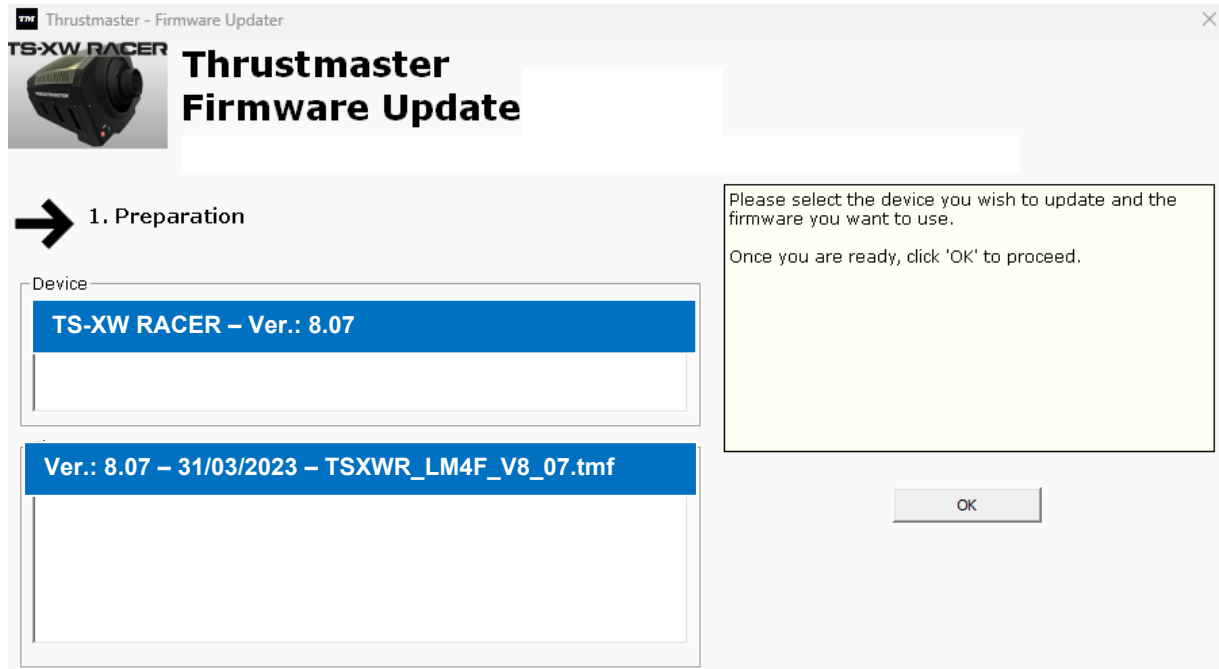 Thrustmaster - Firmware Updater
TS-XW RACER
Thrustmaster
Firmware Update
1. Preparation
Please select the device you wish to update and the
firmware you want to use.
Once you are ready, click 'OK' to proceed.
Device
TS-XW RACER – Ver.: 8.07
Ver.: 8.07 – 31/03/2023 – TSXWR_LM4F_V8_07.tmf
OK